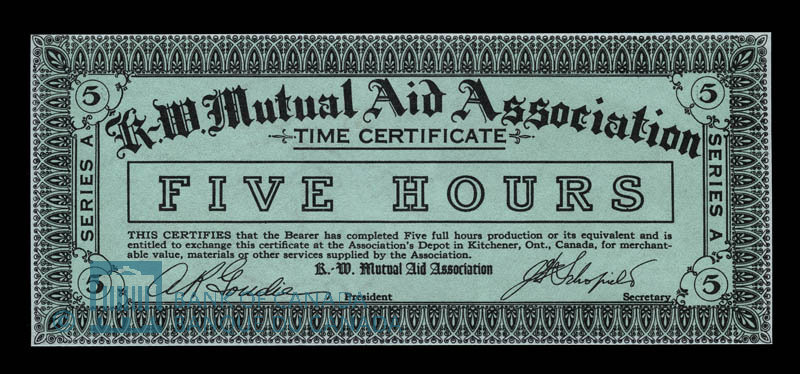 5
5
K-W. Mutual Aid Association
TIME CERTIFICATE
SERIES A
SERIES A
FIVE HOURS
THIS CERTIFIES that the Bearer has completed Five full hours production or its equivalent and is
entitled to exchange this certificate at the Association's Depot in Kitchener, Ont., Canada, for merchant-
able value, materials or other services supplied by the Association.
K.-W. Mutual Aid Association
President
Secretary
5
5
BANK OF CANADA
BANQUE DU CANADA